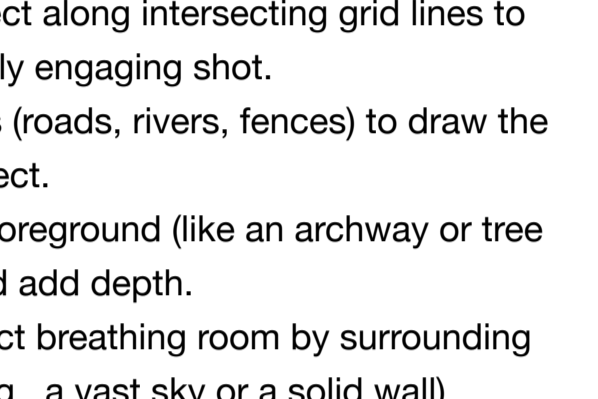 ct along intersecting grid lines to
ly engaging shot.
(roads, rivers, fences) to draw the
ect.
oreground (like an archway or tree
d add depth.
ct breathing room by surrounding
a vast sky or a solid wall)